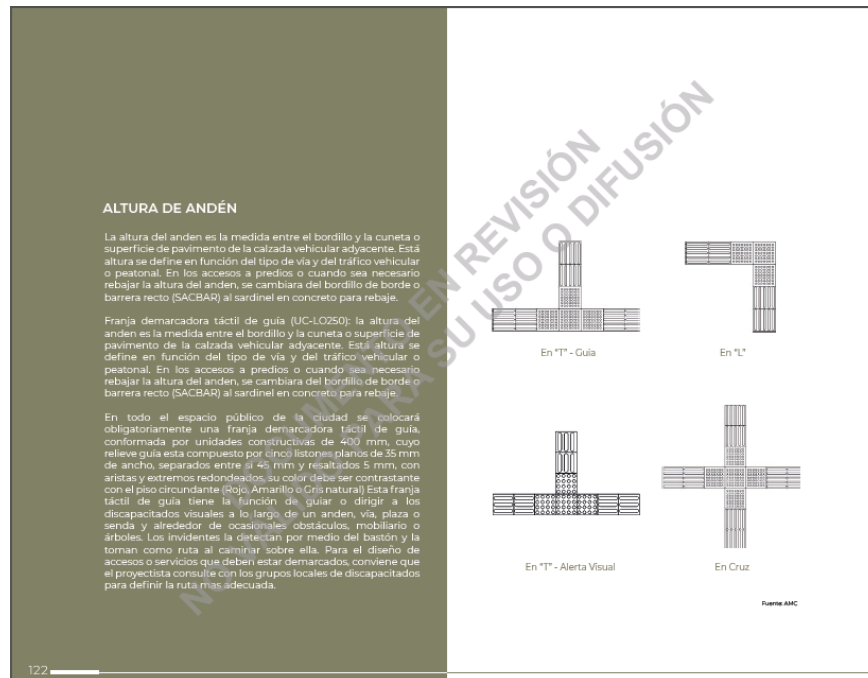 ALTURA DE ANDÉN
La altura del anden es la medida entre el bordillo y la cuneta o
superficie de pavimento de la calzada vehicular adyacente. Está
altura se define en función del tipo de vía y del tráfico vehicular
o peatonal. En los accesos a predios o cuando sea necesario
rebajar la altura del anden, se cambiara del bordillo de borde o
barrera recto (SACBAR) al sardinel en concreto para rebaje.
Franja demarcadora táctil de guía (UC-LO250): la altura del
anden es la medida entre el bordillo y la cuneta o superficie de
pavimento de la calzada vehicular adyacente. Está altura se
define en función del tipo de vía y del tráfico vehicular o
peatonal. En los accesos a predios o cuando sea necesario
rebajar la altura del anden, se cambiara del bordillo de borde o
barrera recto (SACBAR) al sardinel en concreto para rebaje.
En todo el espacio público de la ciudad se colocará
obligatoriamente una franja demarcadora táctil de guía,
conformada por unidades constructivas de 400 mm, cuyo
relieve guía esta compuesto por cinco listones planos de 35 mm
de ancho, separados entre si 45 mm y resaltados 5 mm, con
aristas y extremos redondeados, su color debe ser contrastante
con el piso circundante (Rojo, Amarillo o Gris natural) Esta franja
táctil de guía tiene la función de guiar o dirigir a los
discapacitados visuales a lo largo de un anden, vía, plaza o
senda y alrededor de ocasionales obstáculos, mobiliario o
árboles. Los invidentes la detectan por medio del bastón y la
toman como ruta al caminar sobre ella. Para el diseño de
accesos o servicios que deben estar demarcados, conviene que
el proyectista consulte con los grupos locales de discapacitados
para definir la ruta mas adecuada.
122
En "T" - Guía
En "L"
En "T" - Alerta Visual
En Cruz
Fuente: AMC
DOCUMENTO EN REVISIÓN
NO VALIDO PARA SU USO O DIFUSIÓN